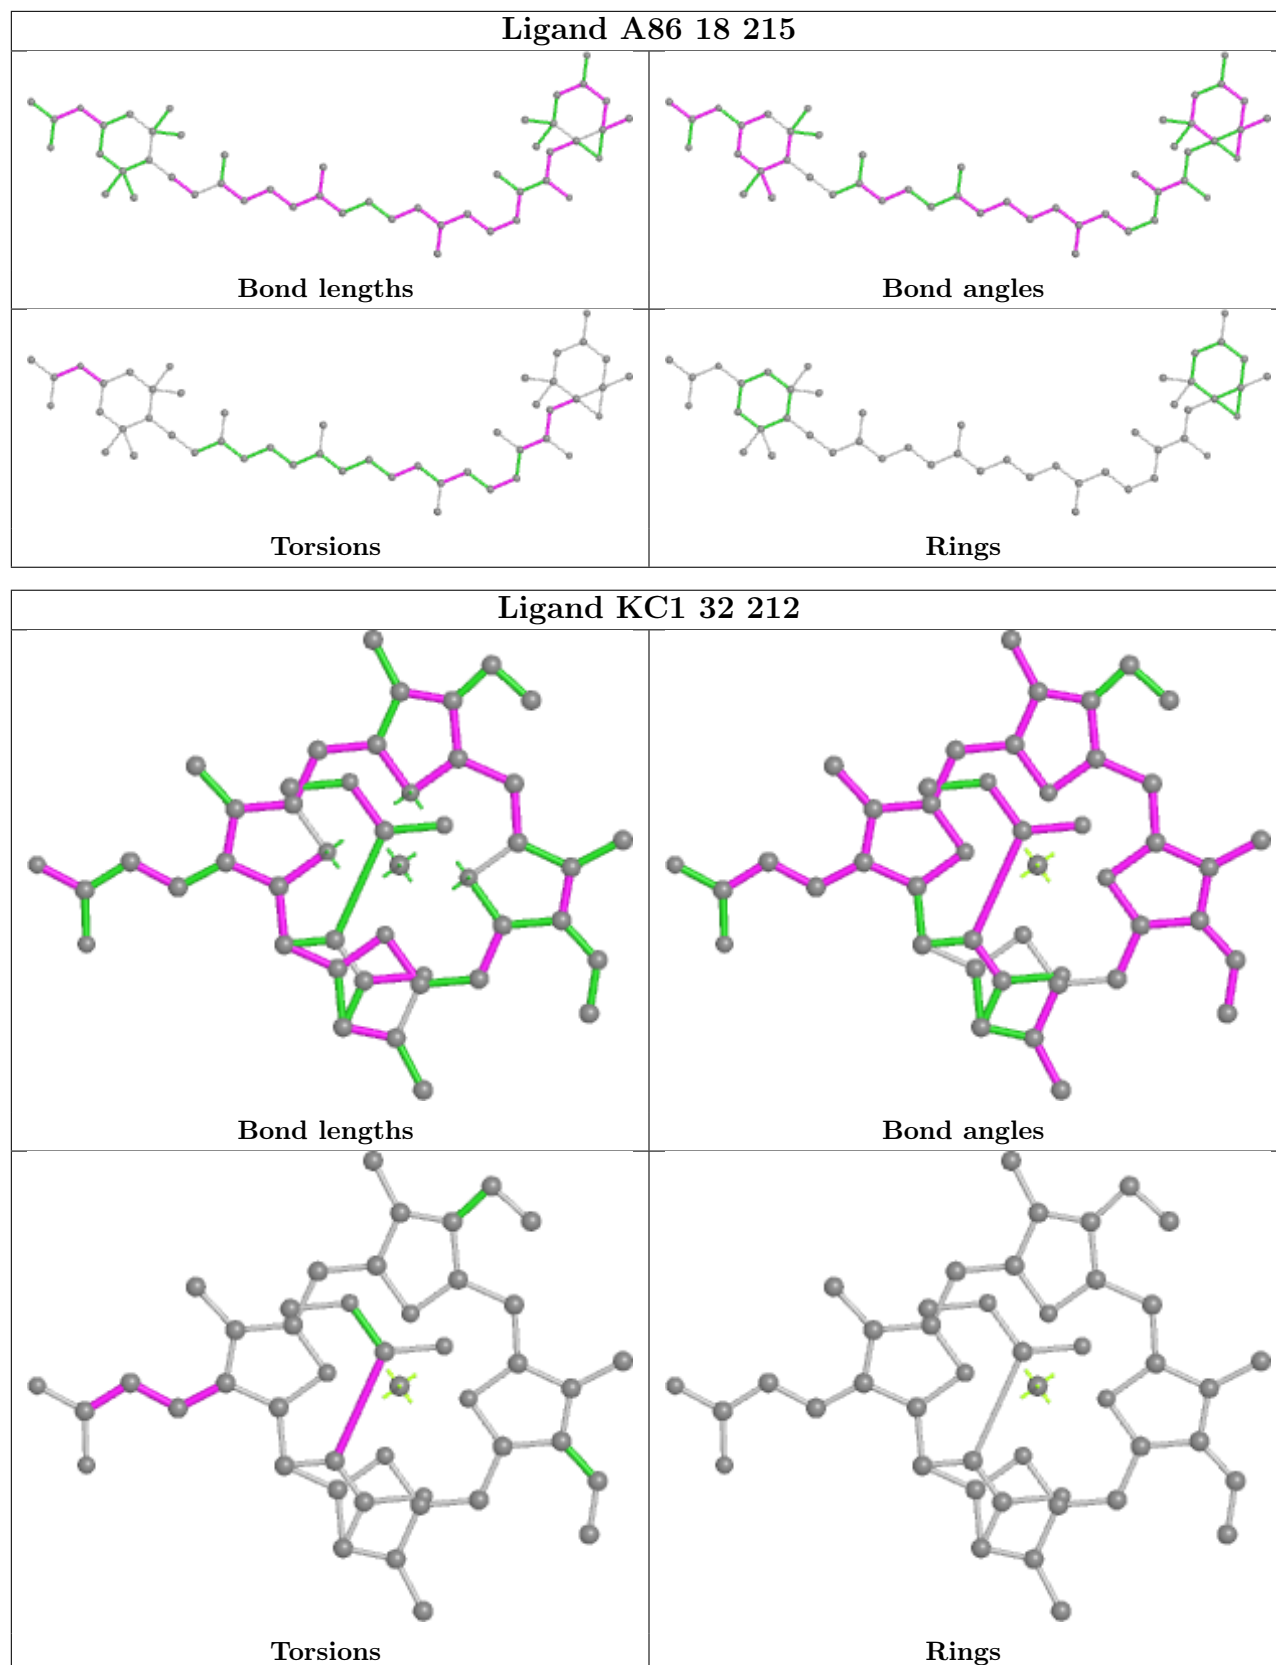 Ligand A86 18 215
Bond lengths
Bond angles
Torsions
Rings
Ligand KC1 32 212
Bond lengths
Bond angles
Torsions
Rings